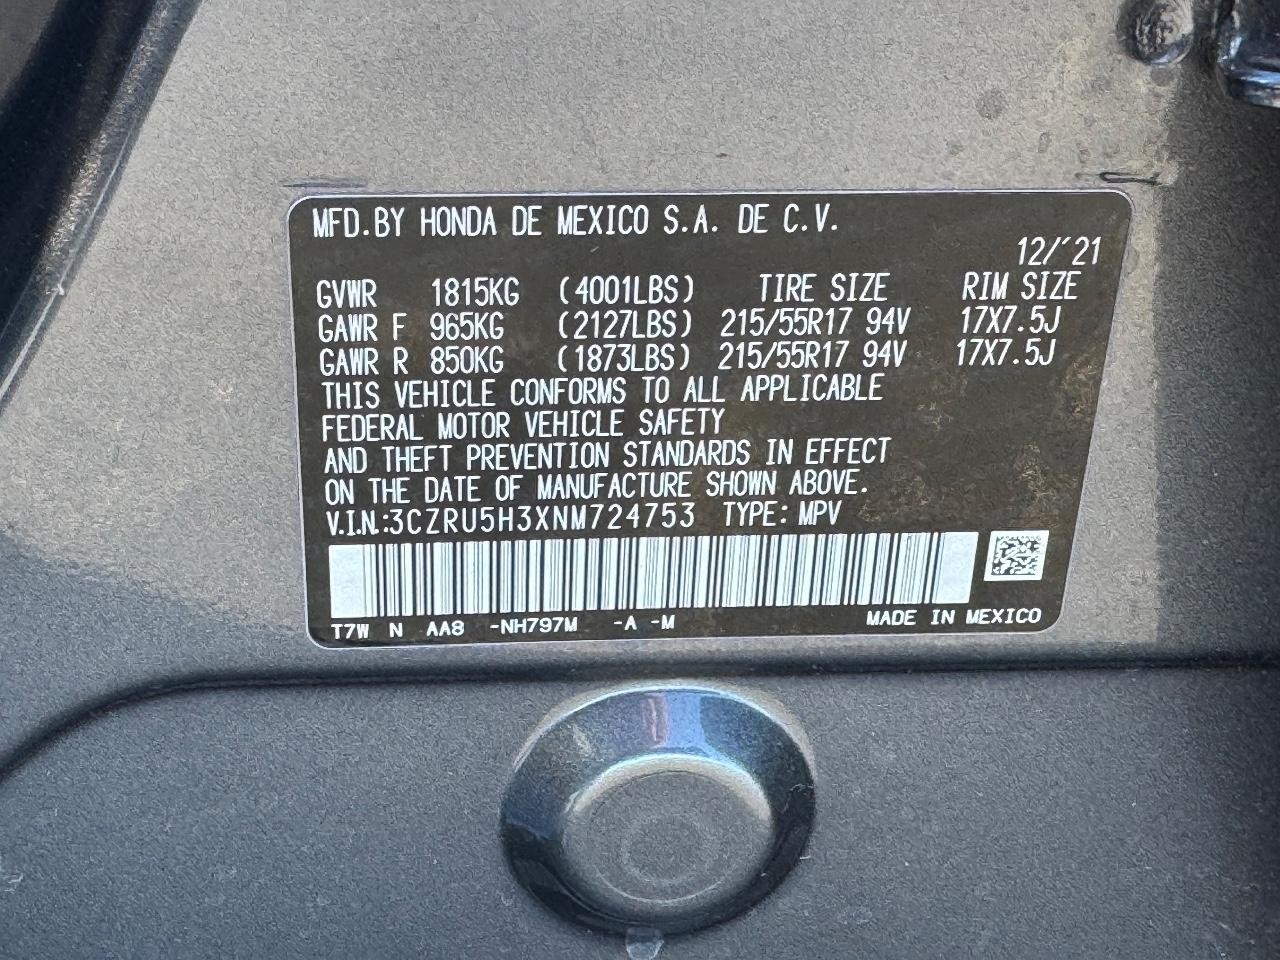 MFD.BY HONDA DE MEXICO S.A. DE C.V.
12/'21
GVWR 1815KG (4001LBS) TIRE SIZE RIM SIZE
GAWR F 965KG (2127LBS) 215/55R17 94V 17X7.5J
GAWR R 850KG (1873LBS) 215/55R17 94V 17X7.5J
THIS VEHICLE CONFORMS TO ALL APPLICABLE
FEDERAL MOTOR VEHICLE SAFETY
AND THEFT PREVENTION STANDARDS IN EFFECT
ON THE DATE OF MANUFACTURE SHOWN ABOVE.
V.I.N.:3CZRU5H3XNM724753 TYPE: MPV
T7W N AA8 -NH797M -A -M MADE IN MEXICO